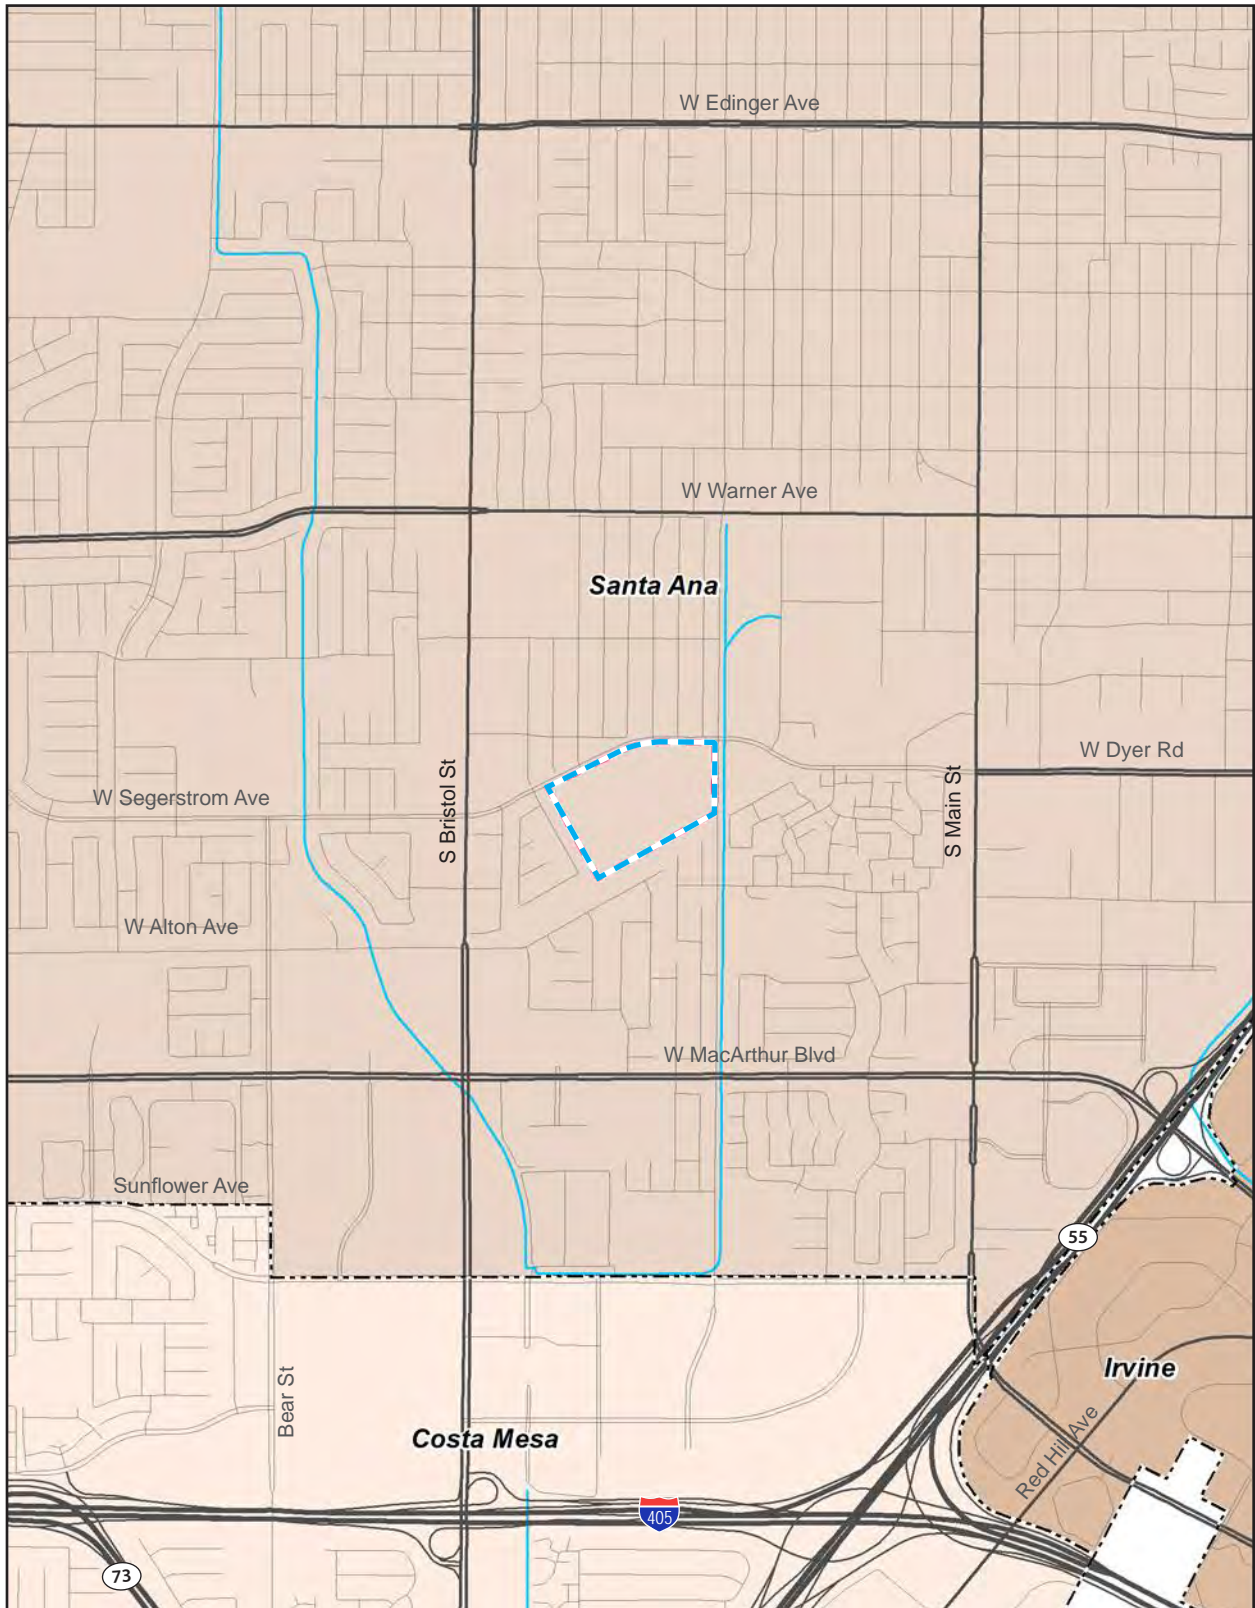 W Edinger Ave
W Warner Ave
Santa Ana
W Dyer Rd
S Bristol St
S Main St
W Segerstrom Ave
W Alton Ave
W MacArthur Blvd
Sunflower Ave
55
Irvine
Bear St
Red Hill Ave
Costa Mesa
405
73